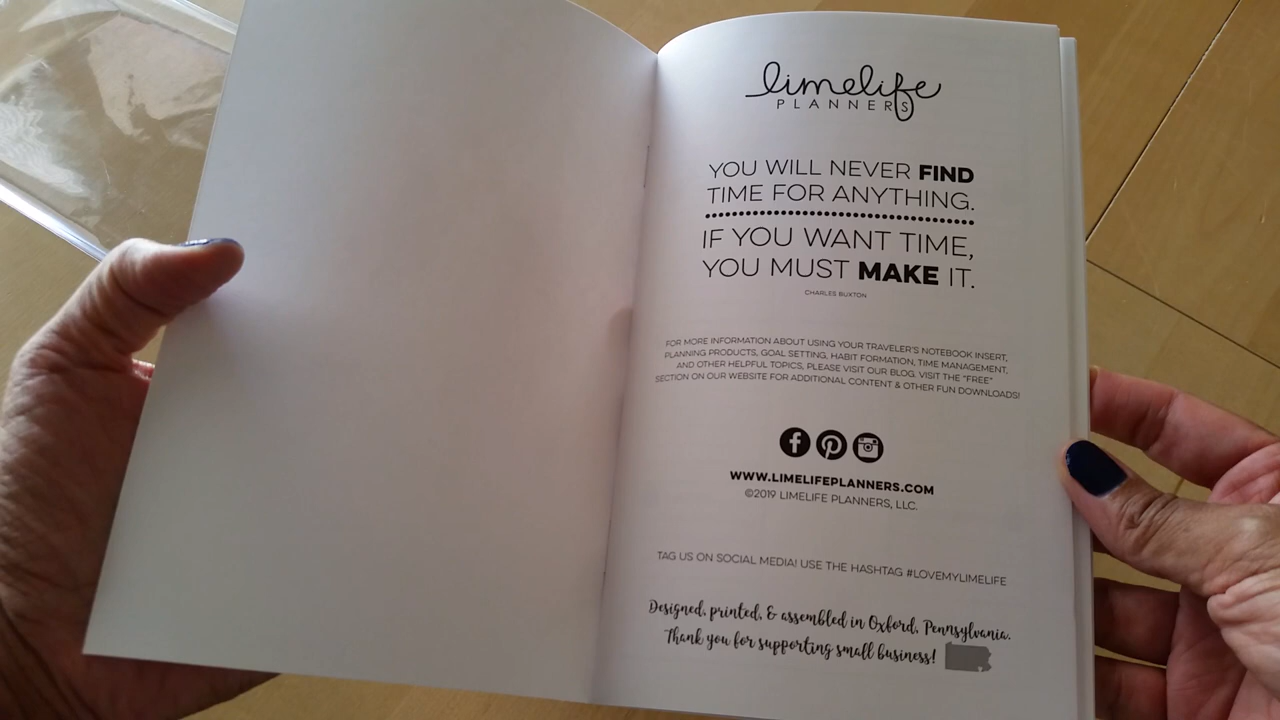 limelife
PLANNERS
YOU WILL NEVER FIND
TIME FOR ANYTHING.
IF YOU WANT TIME,
YOU MUST MAKE IT.
CHARLES BUXTON
FOR MORE INFORMATION ABOUT USING YOUR TRAVELER'S NOTEBOOK INSERT,
PLANNING PRODUCTS, GOAL SETTING, HABIT FORMATION, TIME MANAGEMENT,
AND OTHER HELPFUL TOPICS, PLEASE VISIT OUR BLOG. VISIT THE "FREE"
SECTION ON OUR WEBSITE FOR ADDITIONAL CONTENT & OTHER FUN DOWNLOADS!
WWW.LIMELIFEPLANNERS.COM
©2019 LIMELIFE PLANNERS, LLC.
TAG US ON SOCIAL MEDIA! USE THE HASHTAG #LOVEMYLIMELIFE
Designed, printed, & assembled in Oxford, Pennsylvania.
Thank you for supporting small business!